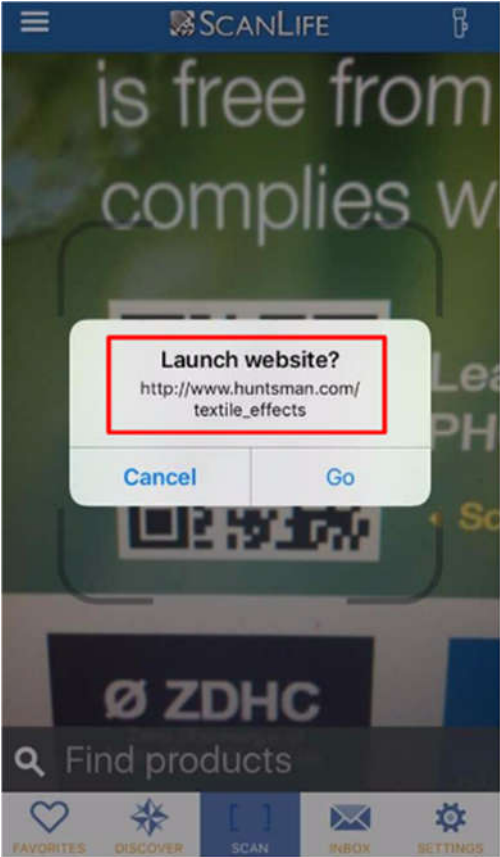 SCANLIFE
is free from
complies w
Launch website?
http://www.huntsman.com/
textile_effects
Lea
PH
Cancel
Go
Sc
Ø ZDHC
Find products
FAVORITES
DISCOVER
SCAN
INBOX
SETTINGS